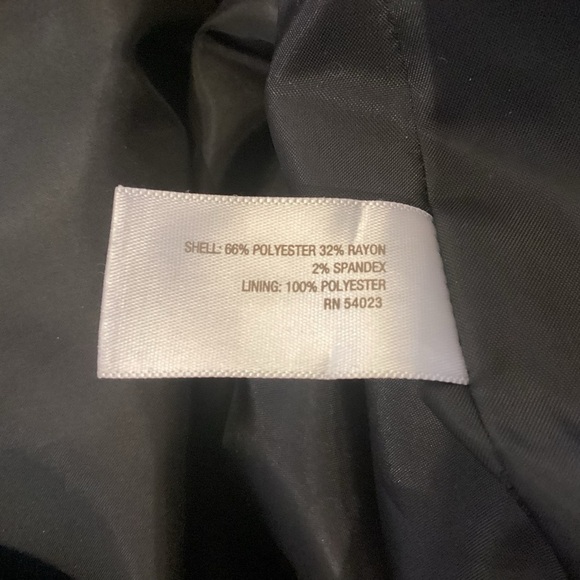 SHELL: 66% POLYESTER 32% RAYON
2% SPANDEX
LINING: 100% POLYESTER
RN 54023